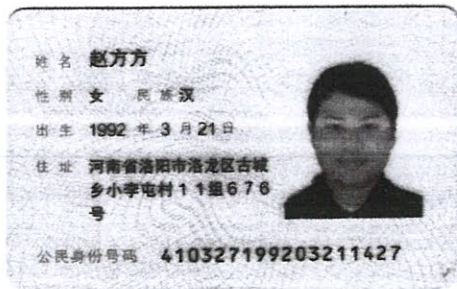 姓名 赵方方
性别 女 民族 汉
出生 1992 年 3 月 21 日
住址 河南省洛阳市洛龙区古城
乡小李屯村11组676
号
公民身份号码 410327199203211427